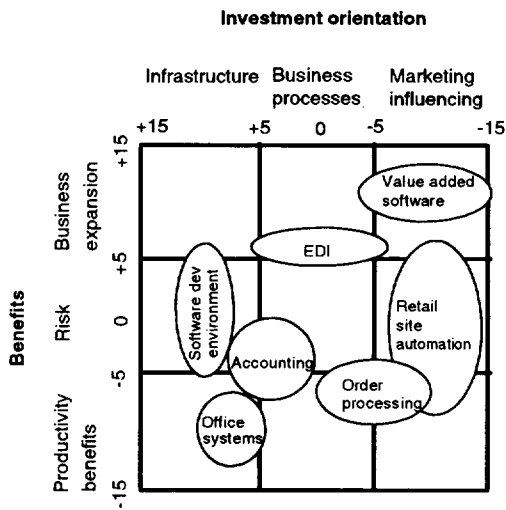 Investment orientation
Infrastructure
Business
processes
Marketing
influencing
+15 +5 0 -5 -15
Benefits
Business
expansion
Risk
Productivity
benefits
+15
+5
0
-5
-15
Value added
software
EDI
Software dev
environment
Retail
site
automation
Accounting
Order
processing
Office
systems